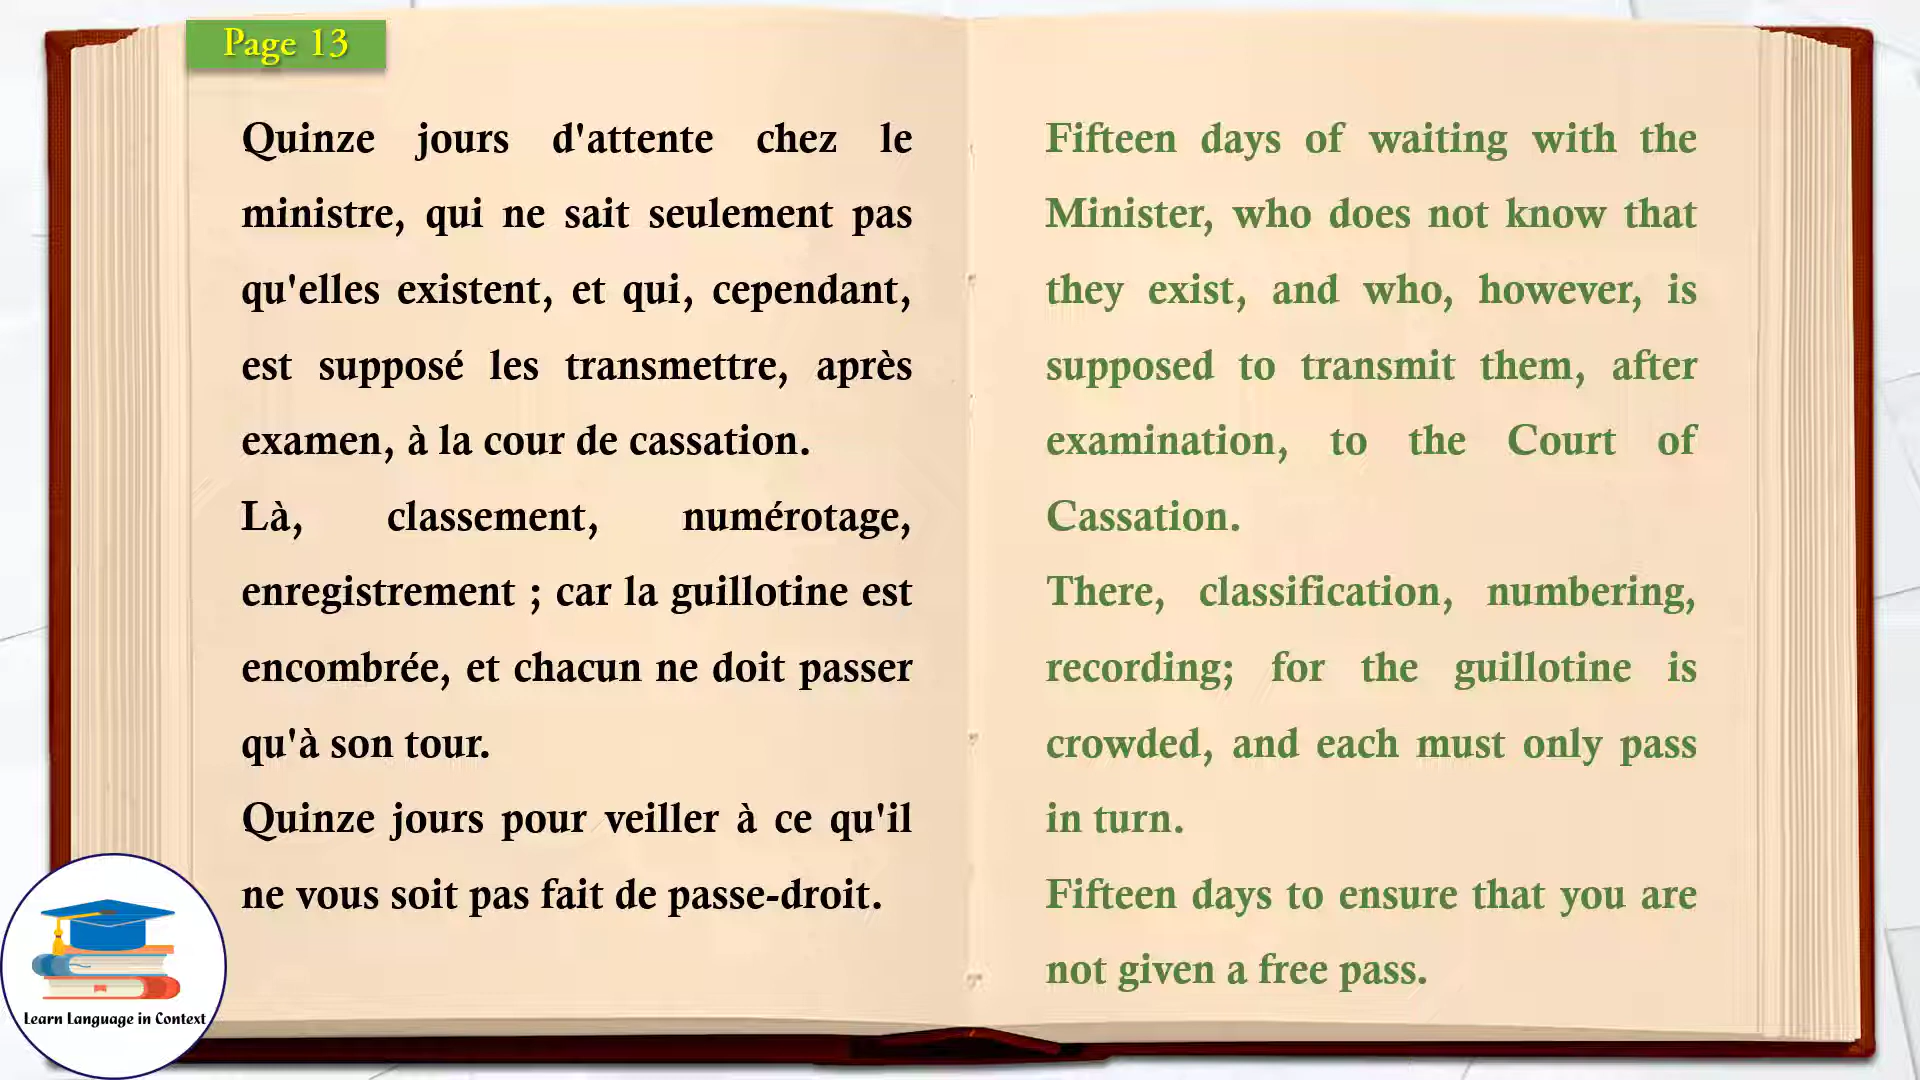 Page 13
Quinze jours d'attente chez le
ministre, qui ne sait seulement pas
qu'elles existent, et qui, cependant,
est supposé les transmettre, après
examen, à la cour de cassation.
Là, classement, numérotage,
enregistrement ; car la guillotine est
encombrée, et chacun ne doit passer
qu'à son tour.
Quinze jours pour veiller à ce qu'il
ne vous soit pas fait de passe-droit.
Fifteen days of waiting with the
Minister, who does not know that
they exist, and who, however, is
supposed to transmit them, after
examination, to the Court of
Cassation.
There, classification, numbering,
recording; for the guillotine is
crowded, and each must only pass
in turn.
Fifteen days to ensure that you are
not given a free pass.
Learn Language in Context